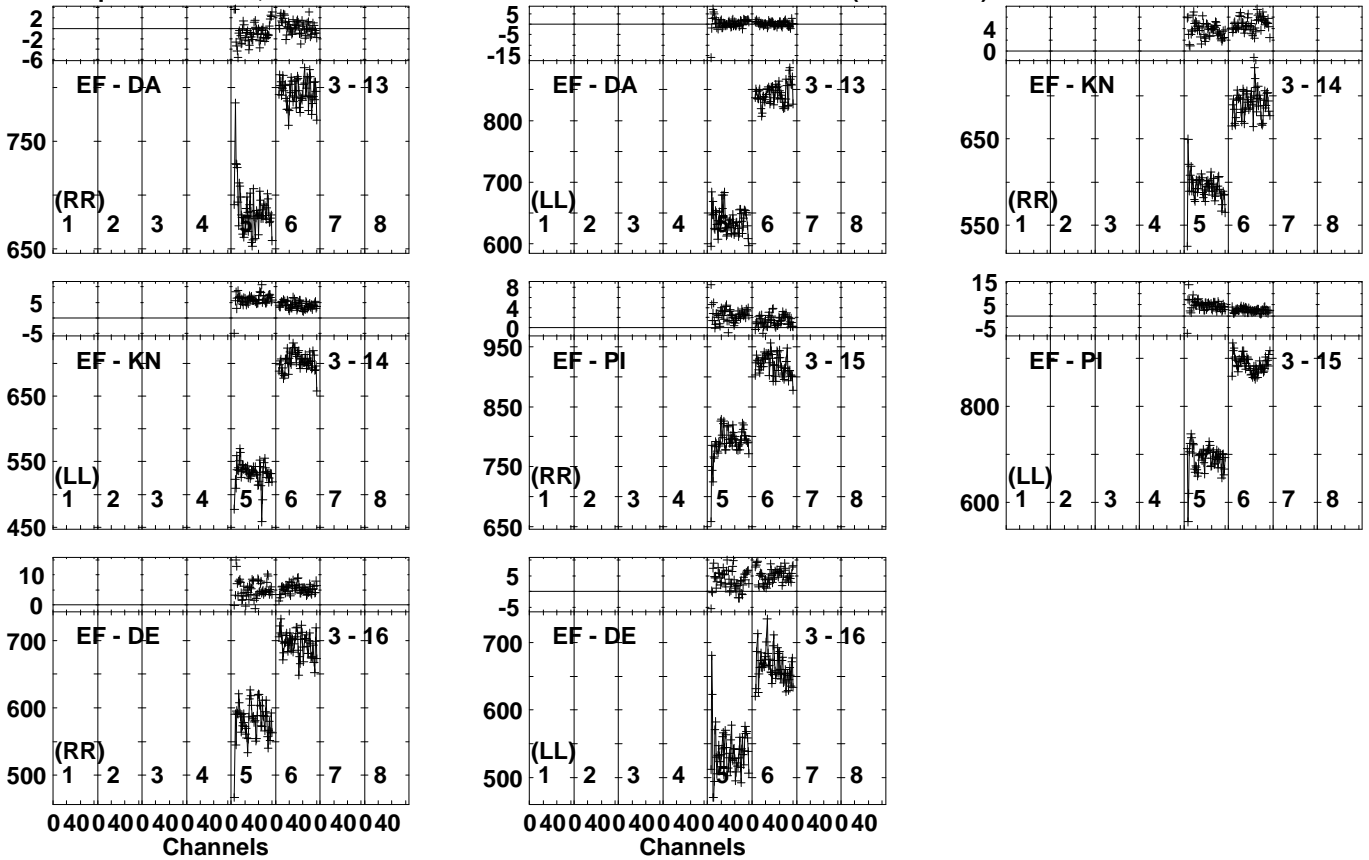 4
2
-2
-6
EF - DA 3 - 13
750
(RR)
1 2 3 4 5 6 7 8
650
5
-5
-15
EF - DA 3 - 13
800
700
(LL)
1 2 3 4 5 6 7 8
600
4
0
EF - KN 3 - 14
650
(RR)
1 2 3 4 5 6 7 8
550
5
-5
EF - KN 3 - 14
650
550
(LL)
1 2 3 4 5 6 7 8
450
8
4
0
950
EF - PI 3 - 15
850
750
(RR)
1 2 3 4 5 6 7 8
650
15
5
-5
EF - PI 3 - 15
800
(LL)
1 2 3 4 5 6 7 8
600
10
0
EF - DE 3 - 16
700
600
(RR)
500
1 2 3 4 5 6 7 8
0 40 0 40 0 40 0 40 0 40 0 40 0 40 0 40
Channels
5
-5
EF - DE 3 - 16
700
600
(LL)
500
1 2 3 4 5 6 7 8
0 40 0 40 0 40 0 40 0 40 0 40 0 40 0 40
Channels